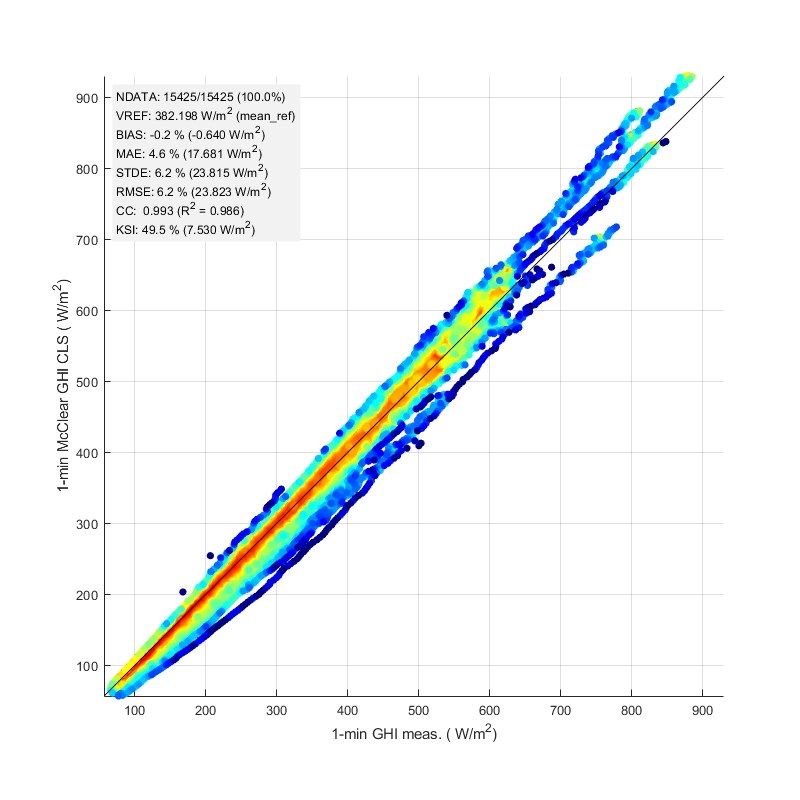 NDATA: 15425/15425 (100.0%)
VREF: 382.198 W/m² (mean_ref)
BIAS: -0.2 % (-0.640 W/m²)
MAE: 4.6 % (17.681 W/m²)
STDE: 6.2 % (23.815 W/m²)
RMSE: 6.2 % (23.823 W/m²)
CC: 0.993 (R² = 0.986)
KSI: 49.5 % (7.530 W/m²)
900
800
700
600
500
400
300
200
100
1-min McClear GHI CLS ( W/m²)
100 200 300 400 500 600 700 800 900
1-min GHI meas. ( W/m²)